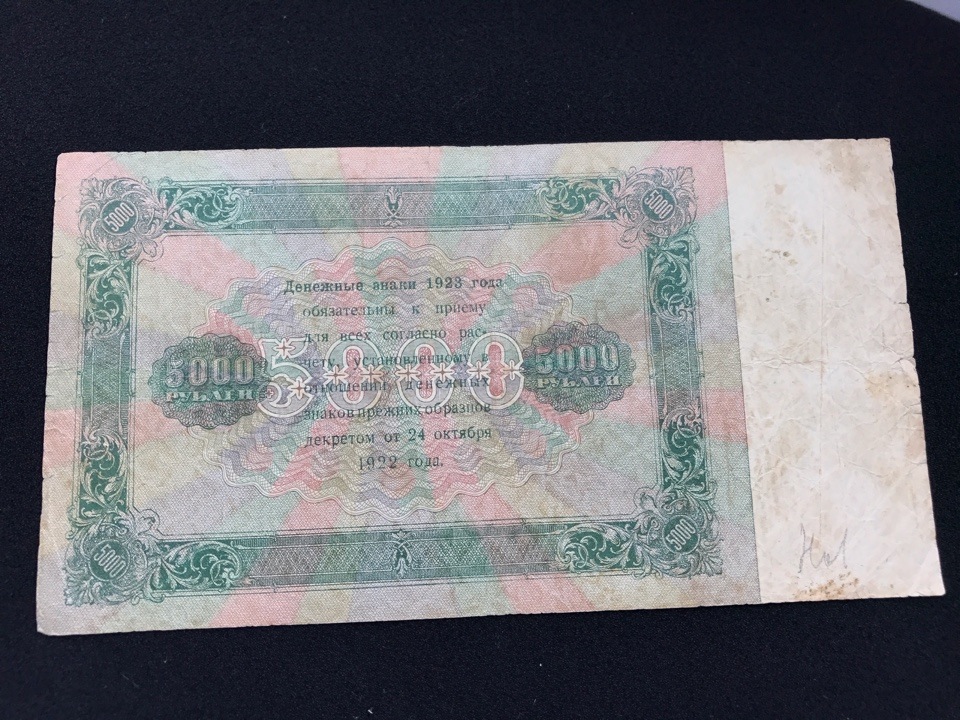 5000
5000
Денежные знаки 1923 года
обязательны к приему
для всех согласно рас-
чету, установленному в
отношении денежных
знаков прежних образцов
декретом от 24 октября
1922 года.
5000
РУБЛЕЙ
5000
5000
РУБЛЕЙ
5000
5000